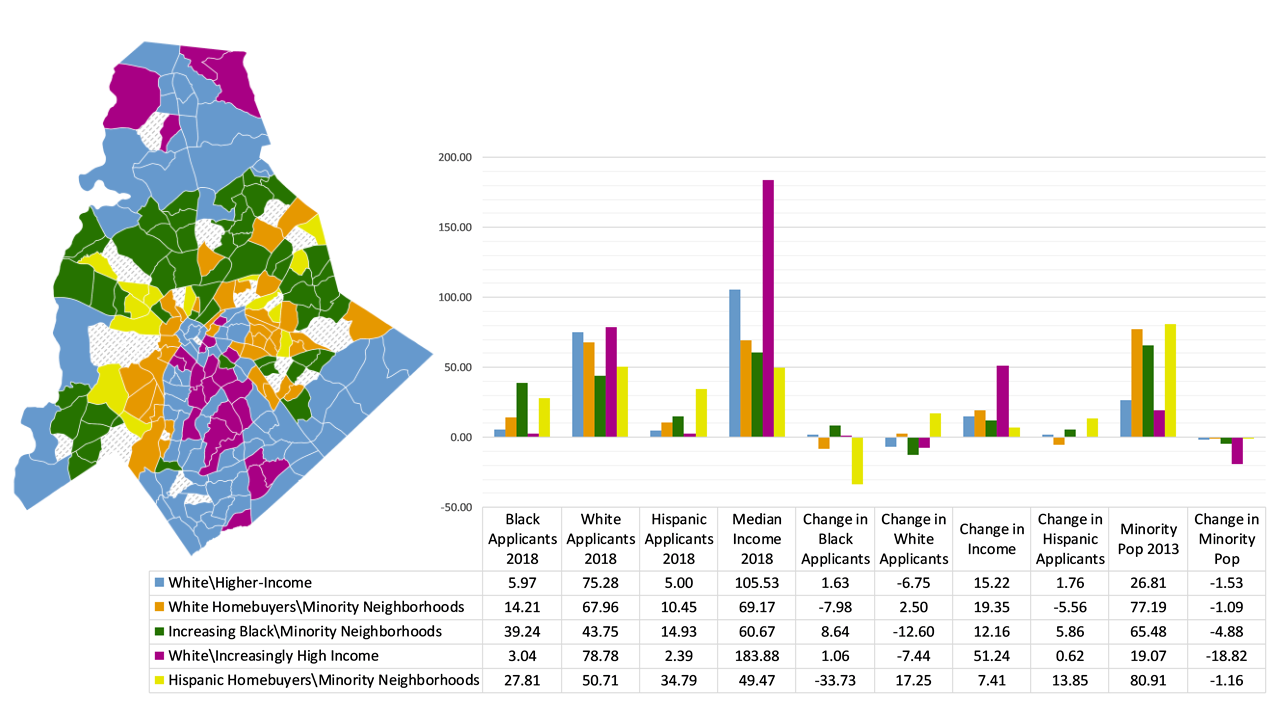 200.00
150.00
100.00
50.00
0.00
-50.00
Black Applicants 2018
White Applicants 2018
Hispanic Applicants 2018
Median Income 2018
Change in Black Applicants
Change in White Applicants
Change in Income
Change in Hispanic Applicants
Minority Pop 2013
Change in Minority Pop
White\Higher-Income 5.97 75.28 5.00 105.53 1.63 -6.75 15.22 1.76 26.81 -1.53
White Homebuyers\Minority Neighborhoods 14.21 67.96 10.45 69.17 -7.98 2.50 19.35 -5.56 77.19 -1.09
Increasing Black\Minority Neighborhoods 39.24 43.75 14.93 60.67 8.64 -12.60 12.16 5.86 65.48 -4.88
White\Increasingly High Income 3.04 78.78 2.39 183.88 1.06 -7.44 51.24 0.62 19.07 -18.82
Hispanic Homebuyers\Minority Neighborhoods 27.81 50.71 34.79 49.47 -33.73 17.25 7.41 13.85 80.91 -1.16